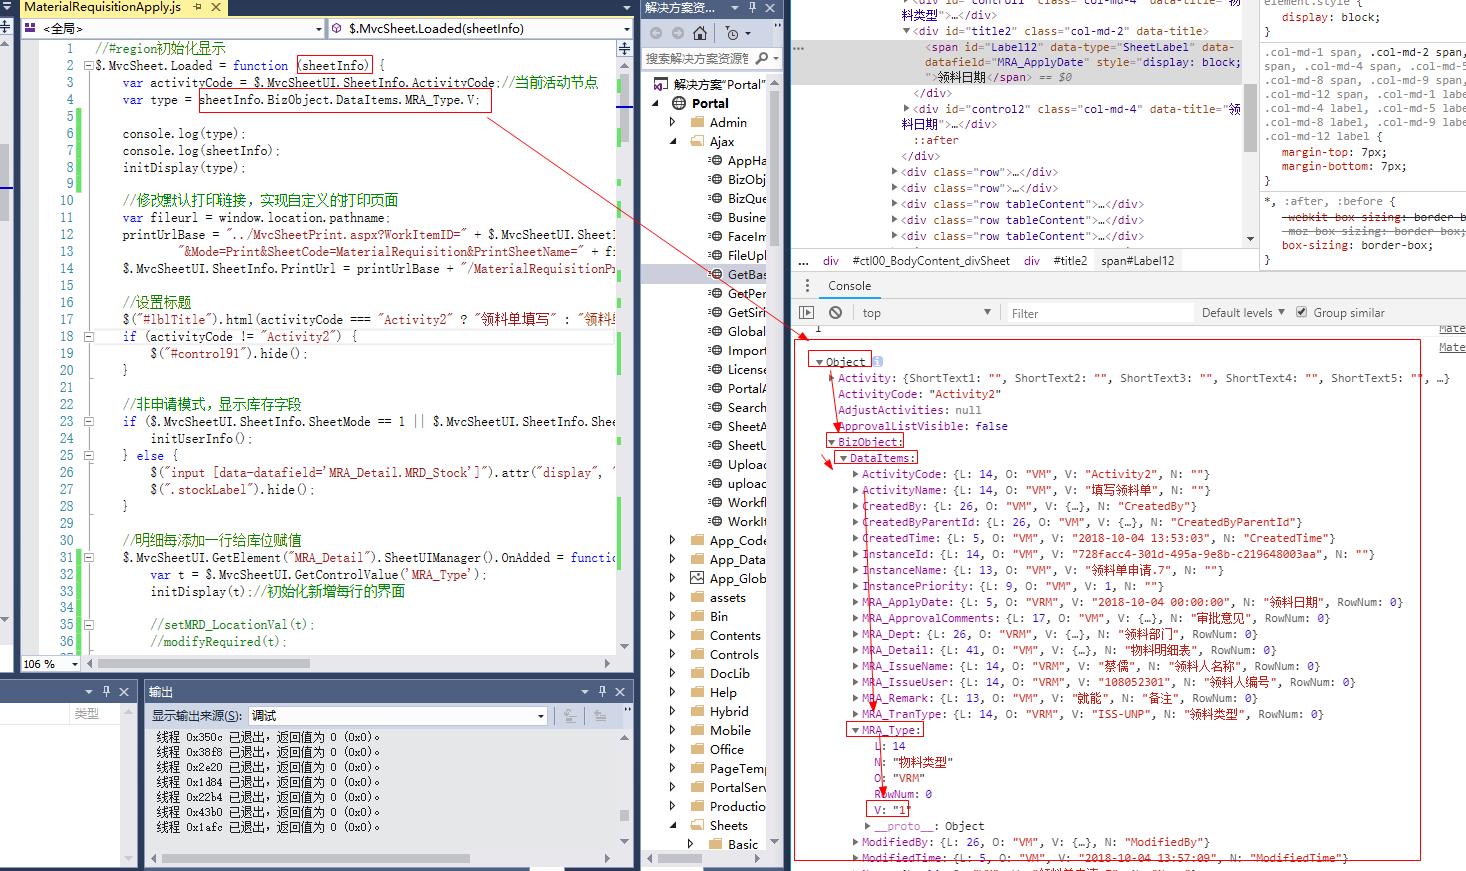 MaterialRequisitionApply.js
<全局>
$.MvcSheet.Loaded(sheetInfo)
1 //#region初始化显示
2 $.MvcSheet.Loaded = function (sheetInfo) {
3 var activityCode = $.MvcSheetUI.SheetInfo.ActivityCode;//当前活动节点
4 var type = sheetInfo.BizObject.DataItems.MRA_Type.V;
5
6 console.log(type);
7 console.log(sheetInfo);
8 initDisplay(type);
9
10 //修改默认打印链接，实现自定义的打印页面
11 var fileurl = window.location.pathname;
12 printUrlBase = "../MvcSheetPrint.aspx?WorkItemID=" + $.MvcSheetUI.SheetI
13 "&Mode=Print&SheetCode=MaterialRequisition&PrintSheetName=" + f
14 $.MvcSheetUI.SheetInfo.PrintUrl = printUrlBase + "/MaterialRequisitionPr
15
16 //设置标题
17 $("#lblTitle").html(activityCode === "Activity2" ? "领料单填写" : "领料单
18 if (activityCode != "Activity2") {
19 $("#control91").hide();
20 }
21
22 //非申请模式，显示库存字段
23 if ($.MvcSheetUI.SheetInfo.SheetMode == 1 || $.MvcSheetUI.SheetInfo.She
24 initUserInfo();
25 } else {
26 $("input [data-datafield='MRA_Detail.MRD_Stock']").attr("display", "
27 $(".stockLabel").hide();
28 }
29
30 //明细每添加一行给库位赋值
31 $.MvcSheetUI.GetElement("MRA_Detail").SheetUIManager().OnAdded = functio
32 var t = $.MvcSheetUI.GetControlValue('MRA_Type');
33 initDisplay(t);//初始化新增每行的界面
34
35 //setMRD_LocationVal(t);
36 //modifyRequired(t);
106 %
类型
输出
显示输出来源(S): 调试
线程 0x350c 已退出，返回值为 0 (0x0)。
线程 0x38f8 已退出，返回值为 0 (0x0)。
线程 0x2e20 已退出，返回值为 0 (0x0)。
线程 0x1d84 已退出，返回值为 0 (0x0)。
线程 0x22b4 已退出，返回值为 0 (0x0)。
线程 0x43b0 已退出，返回值为 0 (0x0)。
线程 0x1afc 已退出，返回值为 0 (0x0)。
解决方案资...
搜索解决方案资源管
解决方案"Portal"
Portal
Admin
Ajax
AppHa
BizObj
BizQue
Busine
FaceIm
FileUpl
GetBas
GetPer
GetSiri
Global
Import
License
PortalA
Search
SheetA
SheetU
Upload
upload
Workfl
WorkIt
App_Code
App_Data
App_Glob
assets
Bin
Contents
Controls
DocLib
Help
Hybrid
Mobile
Office
PageTemp
PortalServ
Productio
Sheets
Basic
<div id="control1" class="col-md-4" data-title="物
料类型">…</div>
<div id="title2" class="col-md-2" data-title>
<span id="Label12" data-type="SheetLabel" data-
datafield="MRA_ApplyDate" style="display: block;
">领料日期</span> == $0
</div>
<div id="control2" class="col-md-4" data-title="领
料日期">…</div>
::after
</div>
<div class="row">…</div>
<div class="row">…</div>
<div class="row tableContent">…</div>
<div class="row tableContent">…</div>
<div class="row tableContent">…</div>
... div #ctl00_BodyContent_divSheet div #title2 span#Label12
element.style {
display: block;
}
.col-md-1 span, .col-md-2 span,
span, .col-md-4 span, .col-md-5
.col-md-8 span, .col-md-9 span,
.col-md-12 span, .col-md-1 label
.col-md-4 label, .col-md-5 label
.col-md-8 label, .col-md-9 label
.col-md-12 label {
margin-top: 7px;
margin-bottom: 7px;
}
*, :after, :before {
-webkit-box-sizing: border-b
-moz-box-sizing: border-box;
box-sizing: border-box;
}
Console
top
Filter
Default levels
Group similar
1
Mate
Mate
Object
Activity: {ShortText1: "", ShortText2: "", ShortText3: "", ShortText4: "", ShortText5: "", …}
ActivityCode: "Activity2"
AdjustActivities: null
ApprovalListVisible: false
BizObject:
DataItems:
ActivityCode: {L: 14, O: "VM", V: "Activity2", N: ""}
ActivityName: {L: 14, O: "VM", V: "填写领料单", N: ""}
CreatedBy: {L: 26, O: "VM", V: {…}, N: "CreatedBy"}
CreatedByParentId: {L: 26, O: "VM", V: {…}, N: "CreatedByParentId"}
CreatedTime: {L: 5, O: "VM", V: "2018-10-04 13:53:03", N: "CreatedTime"}
InstanceId: {L: 14, O: "VM", V: "728facc4-301d-495a-9e8b-c219648003aa", N: ""}
InstanceName: {L: 13, O: "VM", V: "领料单申请.7", N: ""}
InstancePriority: {L: 9, O: "VM", V: 1, N: ""}
MRA_ApplyDate: {L: 5, O: "VRM", V: "2018-10-04 00:00:00", N: "领料日期", RowNum: 0}
MRA_ApprovalComments: {L: 17, O: "VM", V: {…}, N: "审批意见", RowNum: 0}
MRA_Dept: {L: 26, O: "VRM", V: {…}, N: "领料部门", RowNum: 0}
MRA_Detail: {L: 41, O: "VM", V: {…}, N: "物料明细表", RowNum: 0}
MRA_IssueName: {L: 14, O: "VRM", V: "蔡儒", N: "领料人名称", RowNum: 0}
MRA_IssueUser: {L: 14, O: "VRM", V: "108052301", N: "领料人编号", RowNum: 0}
MRA_Remark: {L: 13, O: "VM", V: "就能", N: "备注", RowNum: 0}
MRA_TranType: {L: 14, O: "VRM", V: "ISS-UNP", N: "领料类型", RowNum: 0}
MRA_Type:
L: 14
N: "物料类型"
O: "VRM"
RowNum: 0
V: "1"
__proto__: Object
ModifiedBy: {L: 26, O: "VM", V: {…}, N: "ModifiedBy"}
ModifiedTime: {L: 5, O: "VM", V: "2018-10-04 13:57:09", N: "ModifiedTime"}